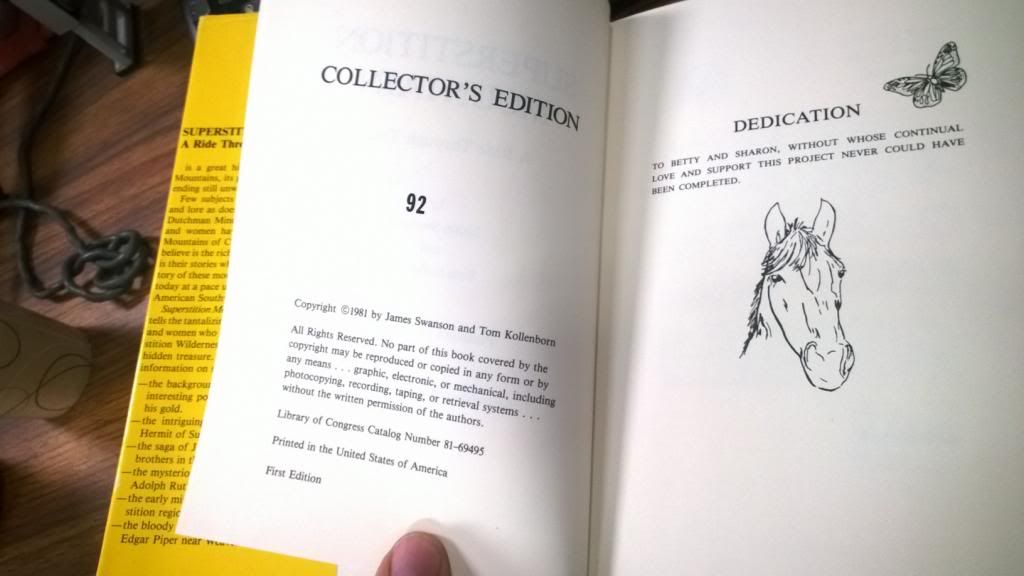 SUPERSTIT
A Ride Thr
is a great hi
Mountains, its
ending still unw
Few subjects
and lore as doe
Dutchman Min
and women ha
Mountains of C
believe is the ric
is their stories w
tory of these mo
today at a pace u
American South
Superstition M
tells the tantalizi
and women who
stition Wildernes
hidden treasure.
information on
—the backgrou
interesting po
his gold.
—the intriguin
Hermit of Su
—the saga of J
brothers in t
—the mysterio
Adolph Rut
—the early mi
stition regio
—the bloody
Edgar Piper near
COLLECTOR'S EDITION
92
Copyright ©1981 by James Swanson and Tom Kollenborn
All Rights Reserved. No part of this book covered by the
copyright may be reproduced or copied in any form or by
any means . . . graphic, electronic, or mechanical, including
photocopying, recording, taping, or retrieval systems . . .
without the written permission of the authors.
Library of Congress Catalog Number 81-69495
Printed in the United States of America
First Edition
DEDICATION
TO BETTY AND SHARON, WITHOUT WHOSE CONTINUAL
LOVE AND SUPPORT THIS PROJECT NEVER COULD HAVE
BEEN COMPLETED.